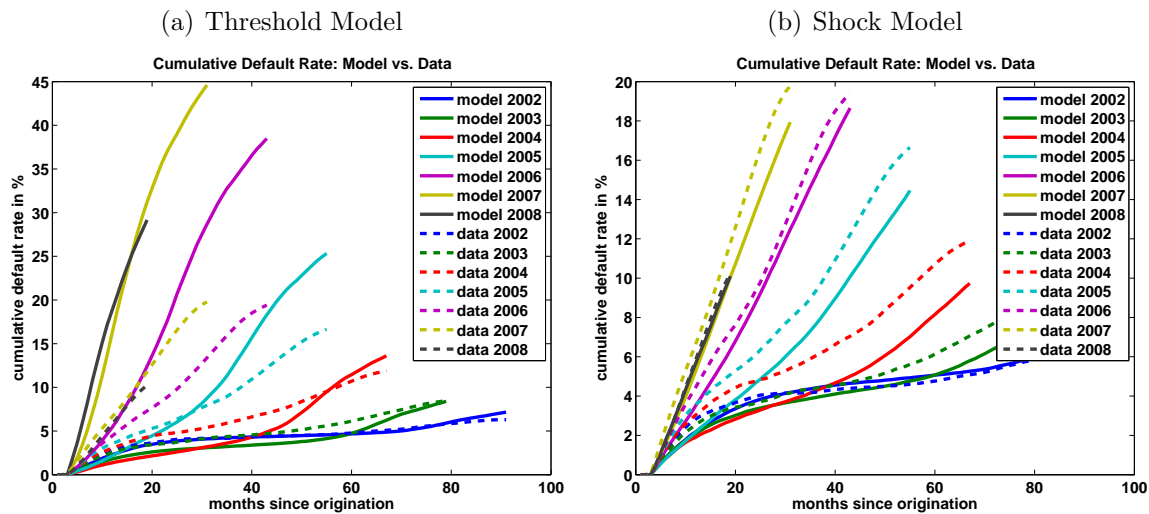 (a) Threshold Model
Cumulative Default Rate: Model vs. Data
cumulative default rate in %
45
40
35
30
25
20
15
10
5
0
0
20
40
60
80
100
months since origination
model 2002
model 2003
model 2004
model 2005
model 2006
model 2007
model 2008
data 2002
data 2003
data 2004
data 2005
data 2006
data 2007
data 2008
(b) Shock Model
Cumulative Default Rate: Model vs. Data
cumulative default rate in %
20
18
16
14
12
10
8
6
4
2
0
0
20
40
60
80
100
months since origination
model 2002
model 2003
model 2004
model 2005
model 2006
model 2007
model 2008
data 2002
data 2003
data 2004
data 2005
data 2006
data 2007
data 2008